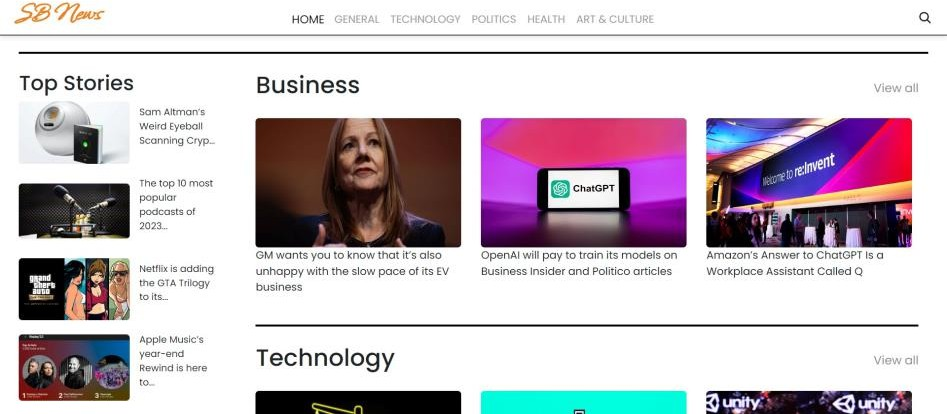 SB News
HOME GENERAL TECHNOLOGY POLITICS HEALTH ART & CULTURE
Top Stories
Sam Altman's
Weird Eyeball
Scanning Cryp...
The top 10 most
popular
podcasts of
2023...
grand
theft
auto
Netflix is adding
the GTA Trilogy
to its...
Apple Music's
year-end
Rewind is here
to...
Business
View all
ChatGPT
Welcome to re:Invent
GM wants you to know that it's also
unhappy with the slow pace of its EV
business
OpenAI will pay to train its models on
Business Insider and Politico articles
Amazon's Answer to ChatGPT Is a
Workplace Assistant Called Q
Technology
View all
unity
unity